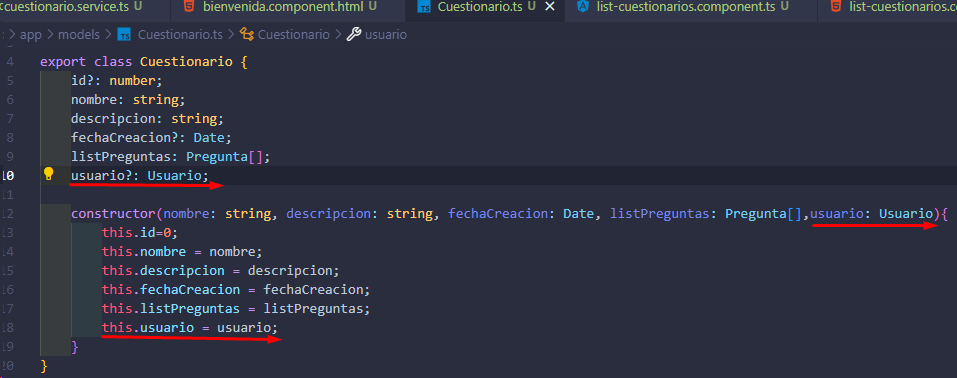 cuestionario.service.ts U bienvenida.component.html U Cuestionario.ts U list-cuestionarios.component.ts U list-cuestionarios.c
app > models > TS Cuestionario.ts > Cuestionario > usuario
4 export class Cuestionario {
5 id?: number;
6 nombre: string;
7 descripcion: string;
8 fechaCreacion?: Date;
9 listPreguntas: Pregunta[];
10 usuario?: Usuario;
11
12 constructor(nombre: string, descripcion: string, fechaCreacion: Date, listPreguntas: Pregunta[],usuario: Usuario){
13 this.id=0;
14 this.nombre = nombre;
15 this.descripcion = descripcion;
16 this.fechaCreacion = fechaCreacion;
17 this.listPreguntas = listPreguntas;
18 this.usuario = usuario;
19 }
20 }